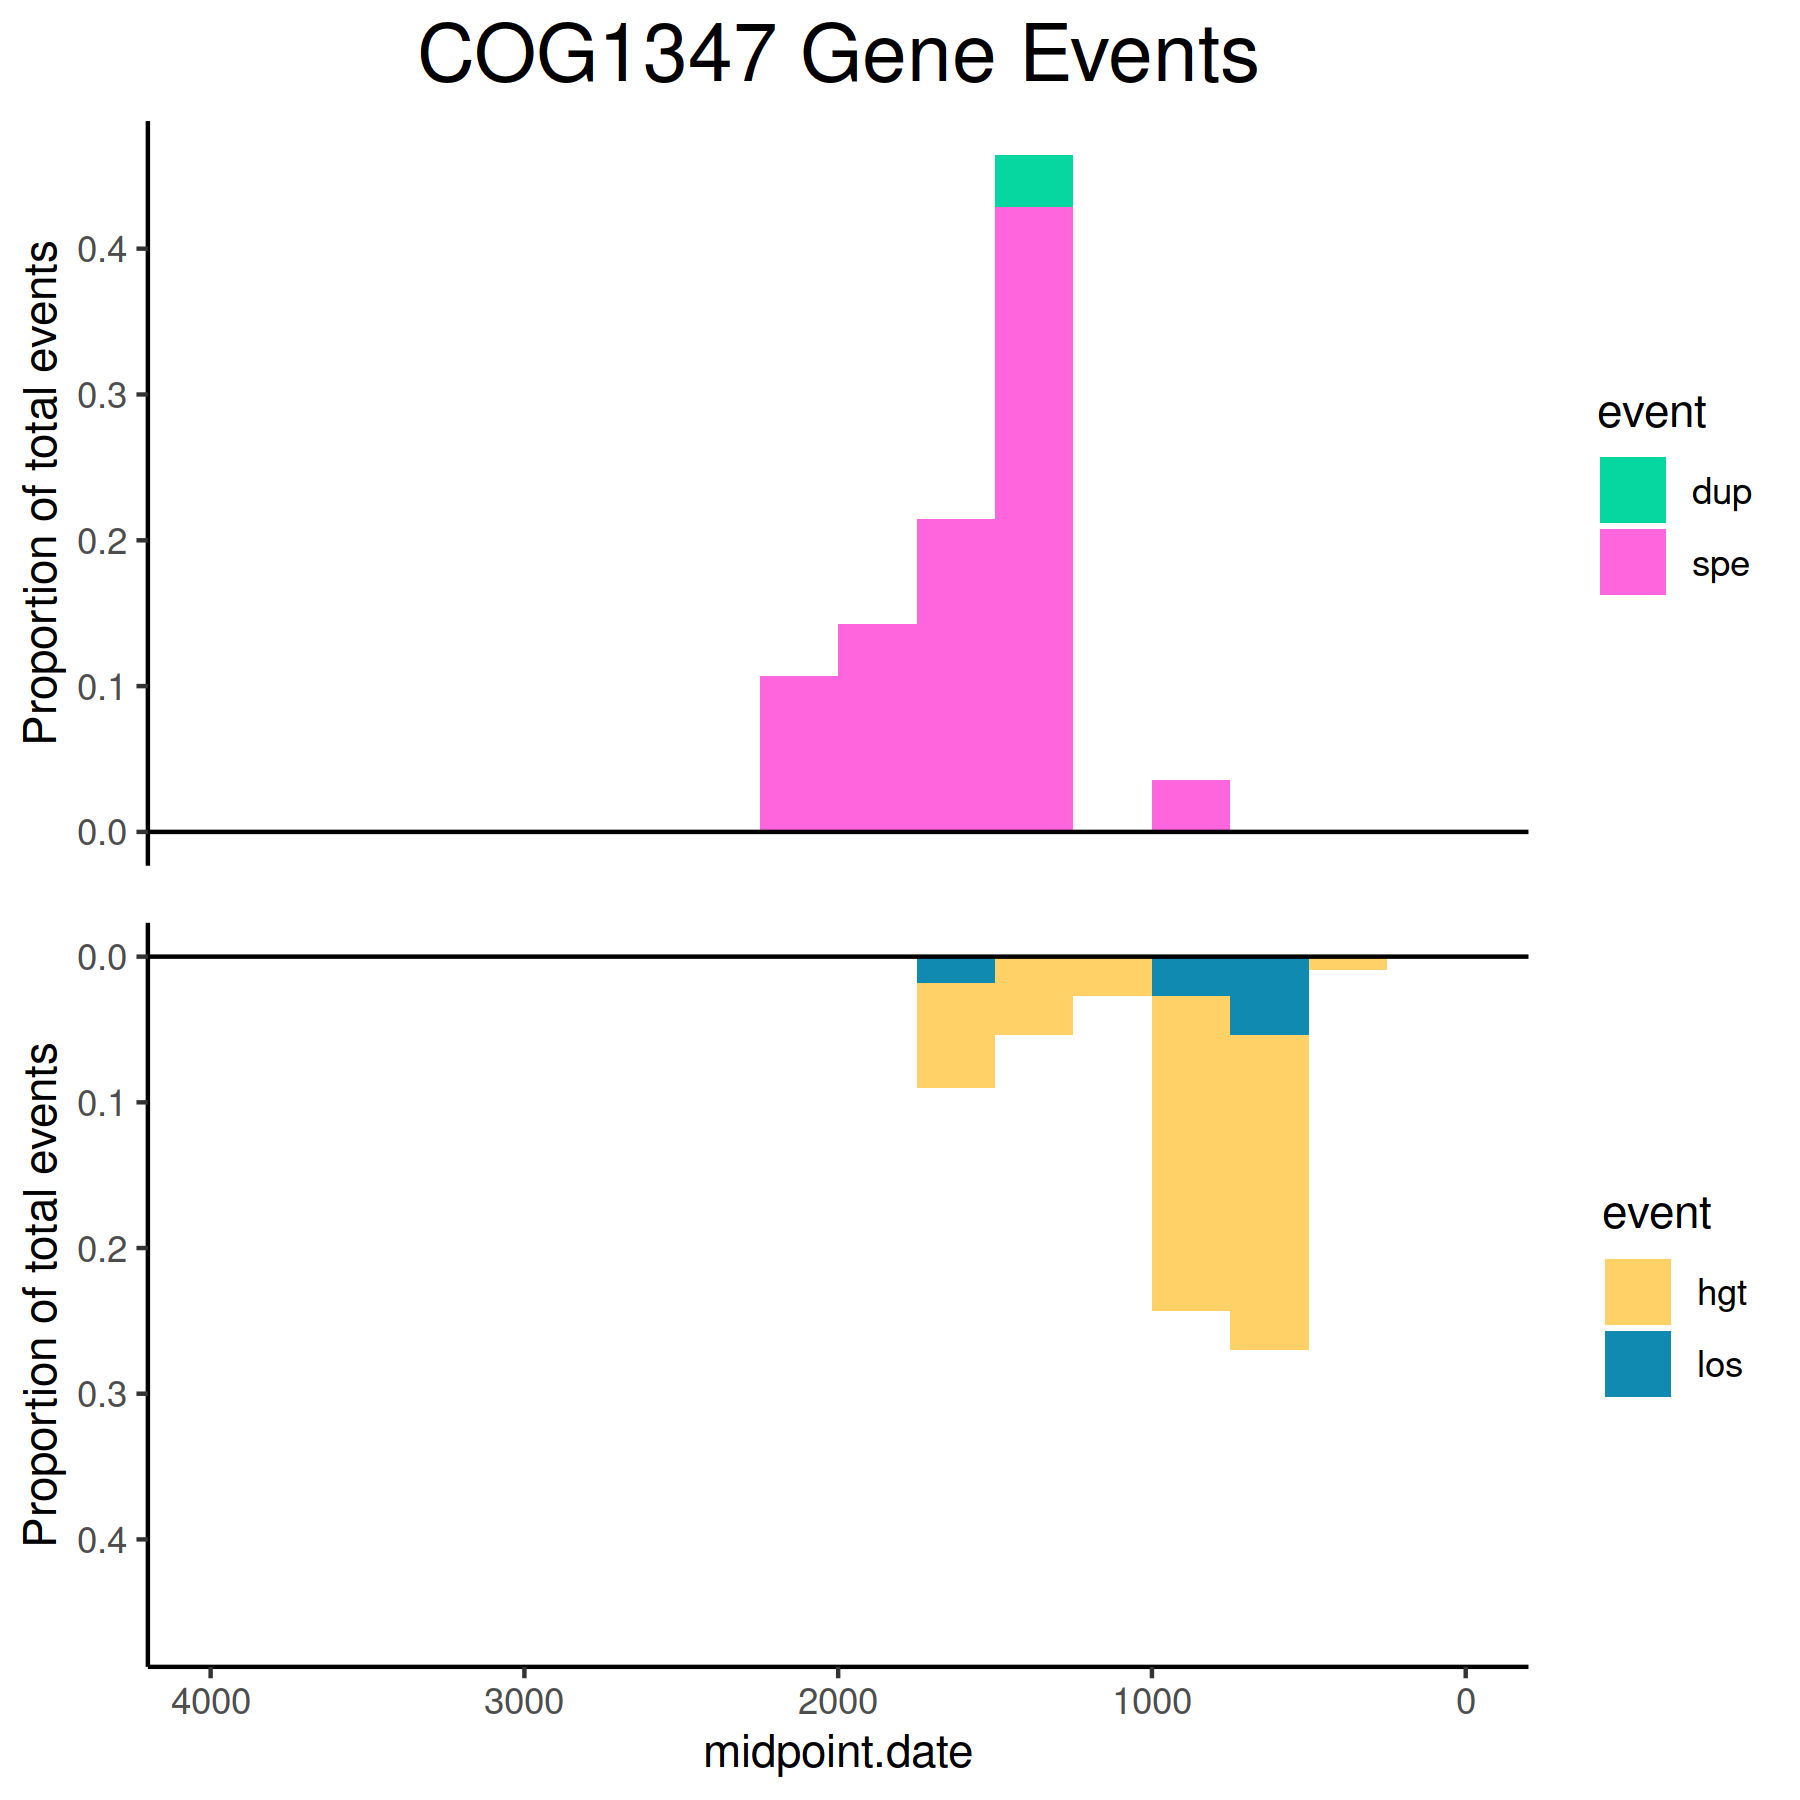 COG1347 Gene Events
Proportion of total events
0.4
0.3
0.2
0.1
0.0
event
dup
spe
Proportion of total events
0.0
0.1
0.2
0.3
0.4
event
hgt
los
4000 3000 2000 1000 0
midpoint.date